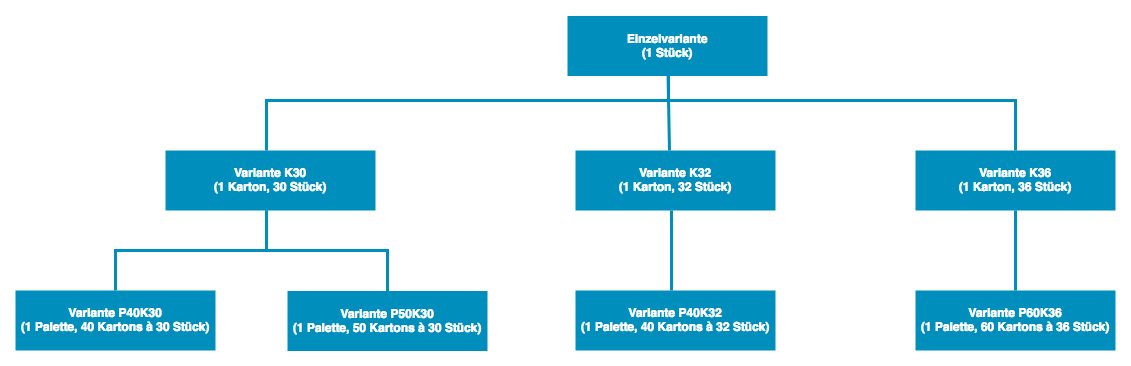 Einzelvariante
(1 Stück)
Variante K30
(1 Karton, 30 Stück)
Variante K32
(1 Karton, 32 Stück)
Variante K36
(1 Karton, 36 Stück)
Variante P40K30
(1 Palette, 40 Kartons à 30 Stück)
Variante P50K30
(1 Palette, 50 Kartons à 30 Stück)
Variante P40K32
(1 Palette, 40 Kartons à 32 Stück)
Variante P60K36
(1 Palette, 60 Kartons à 36 Stück)